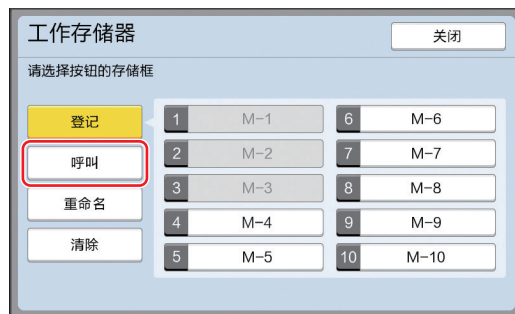 工作存储器
关闭
请选择按钮的存储框
登记
呼叫
重命名
清除
1 M-1
2 M-2
3 M-3
4 M-4
5 M-5
6 M-6
7 M-7
8 M-8
9 M-9
10 M-10